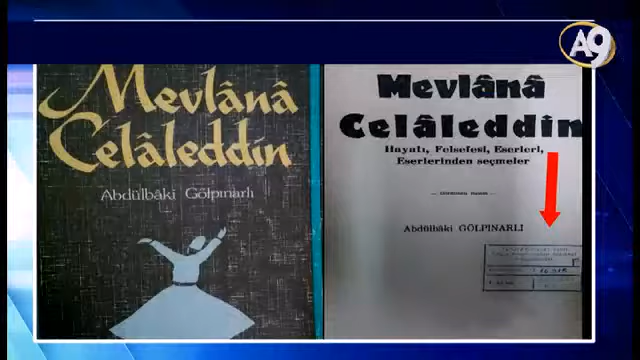 A9
Mevlânâ
Celâleddin
Abdülbâki Gölpınarlı
Mevlânâ
Celâleddin
Hayatı, Felsefesi, Eserleri,
Eserlerinden seçmeler
Abdülbâki GÖLPINARLI